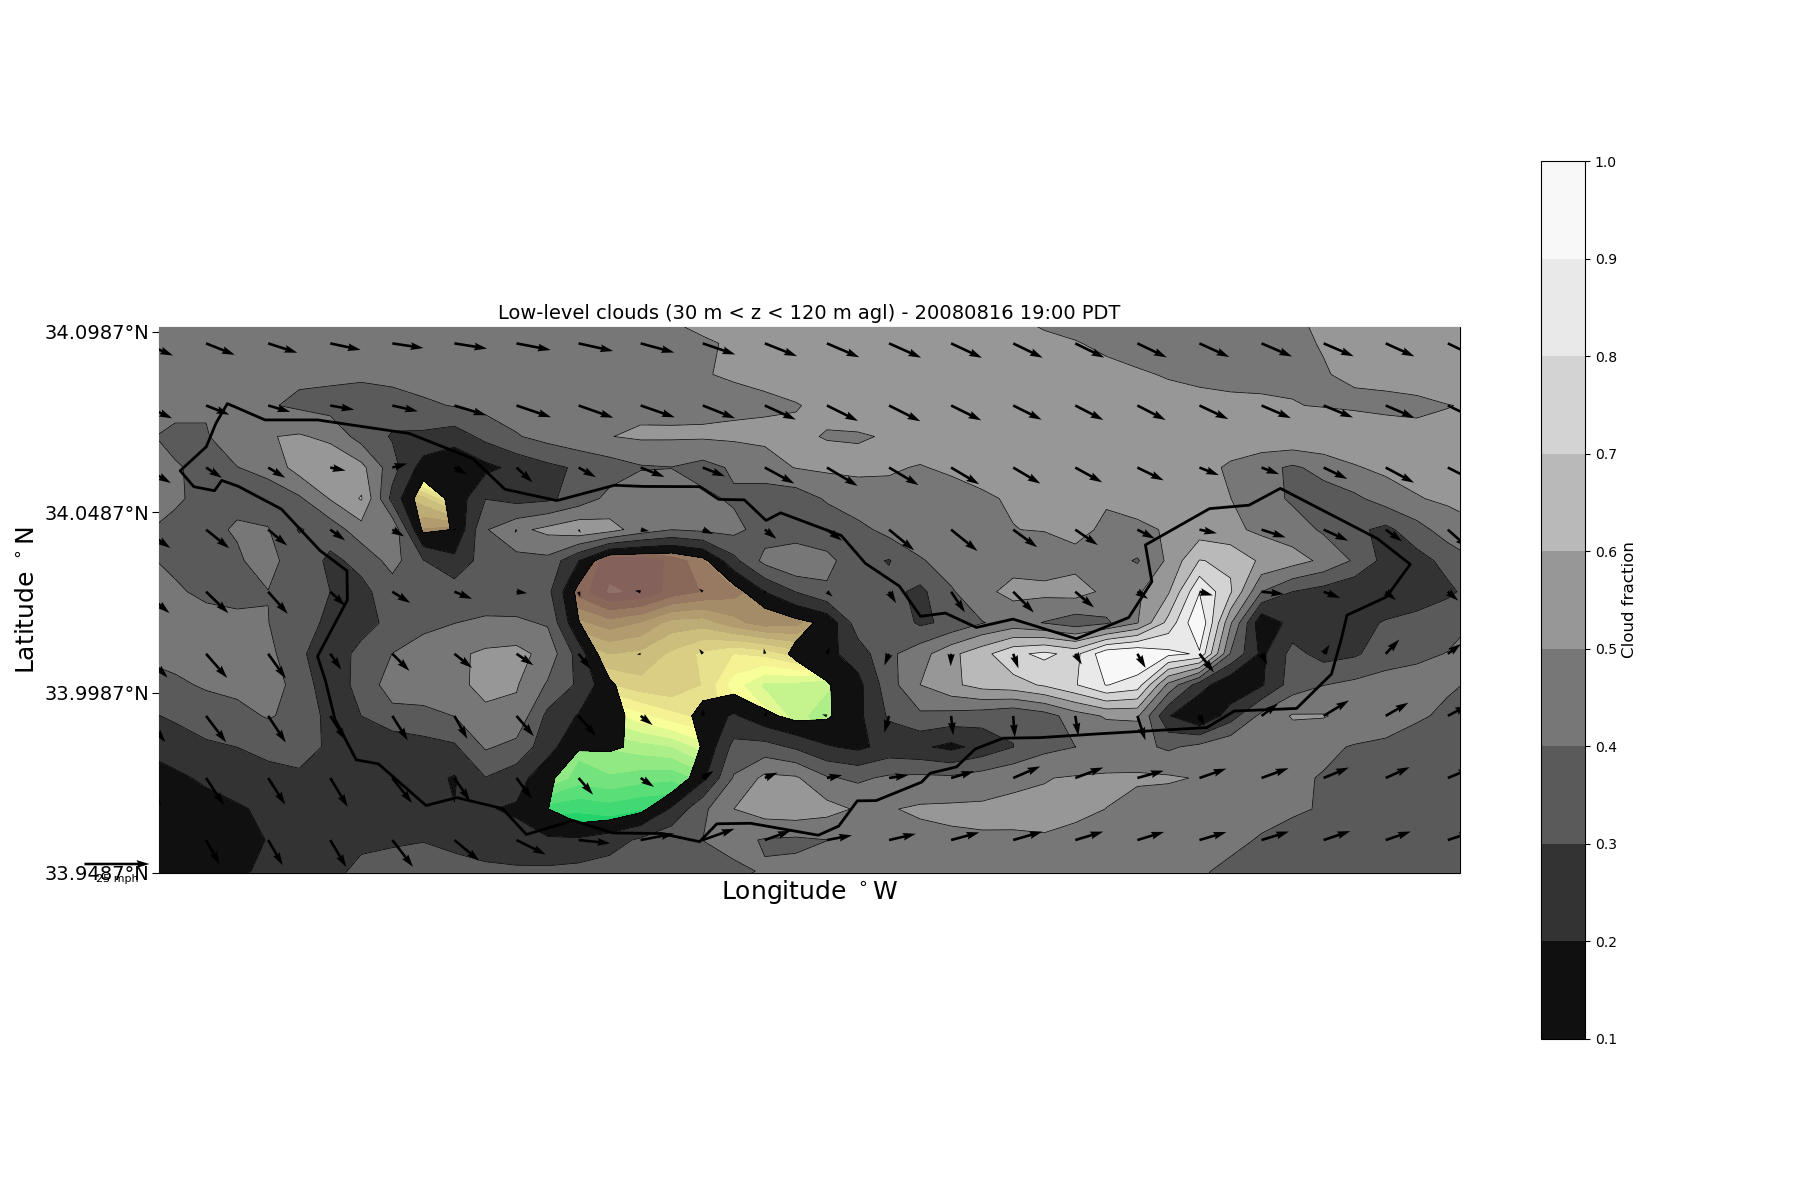 Low-level clouds (30 m < z < 120 m agl) - 20080816 19:00 PDT
34.0987°N
34.0487°N
33.9987°N
33.9487°N
Latitude °N
Longitude °W
25 mph
1.0
0.9
0.8
0.7
0.6
0.5
0.4
0.3
0.2
0.1
Cloud fraction